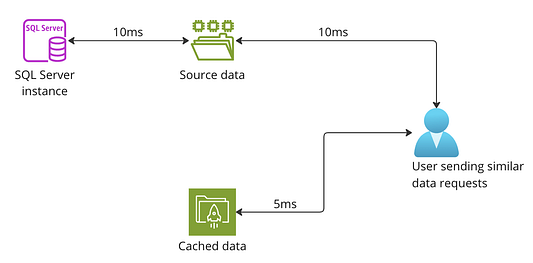 SQL Server
10ms
10ms
SQL Server
instance
Source data
User sending similar
data requests
5ms
Cached data